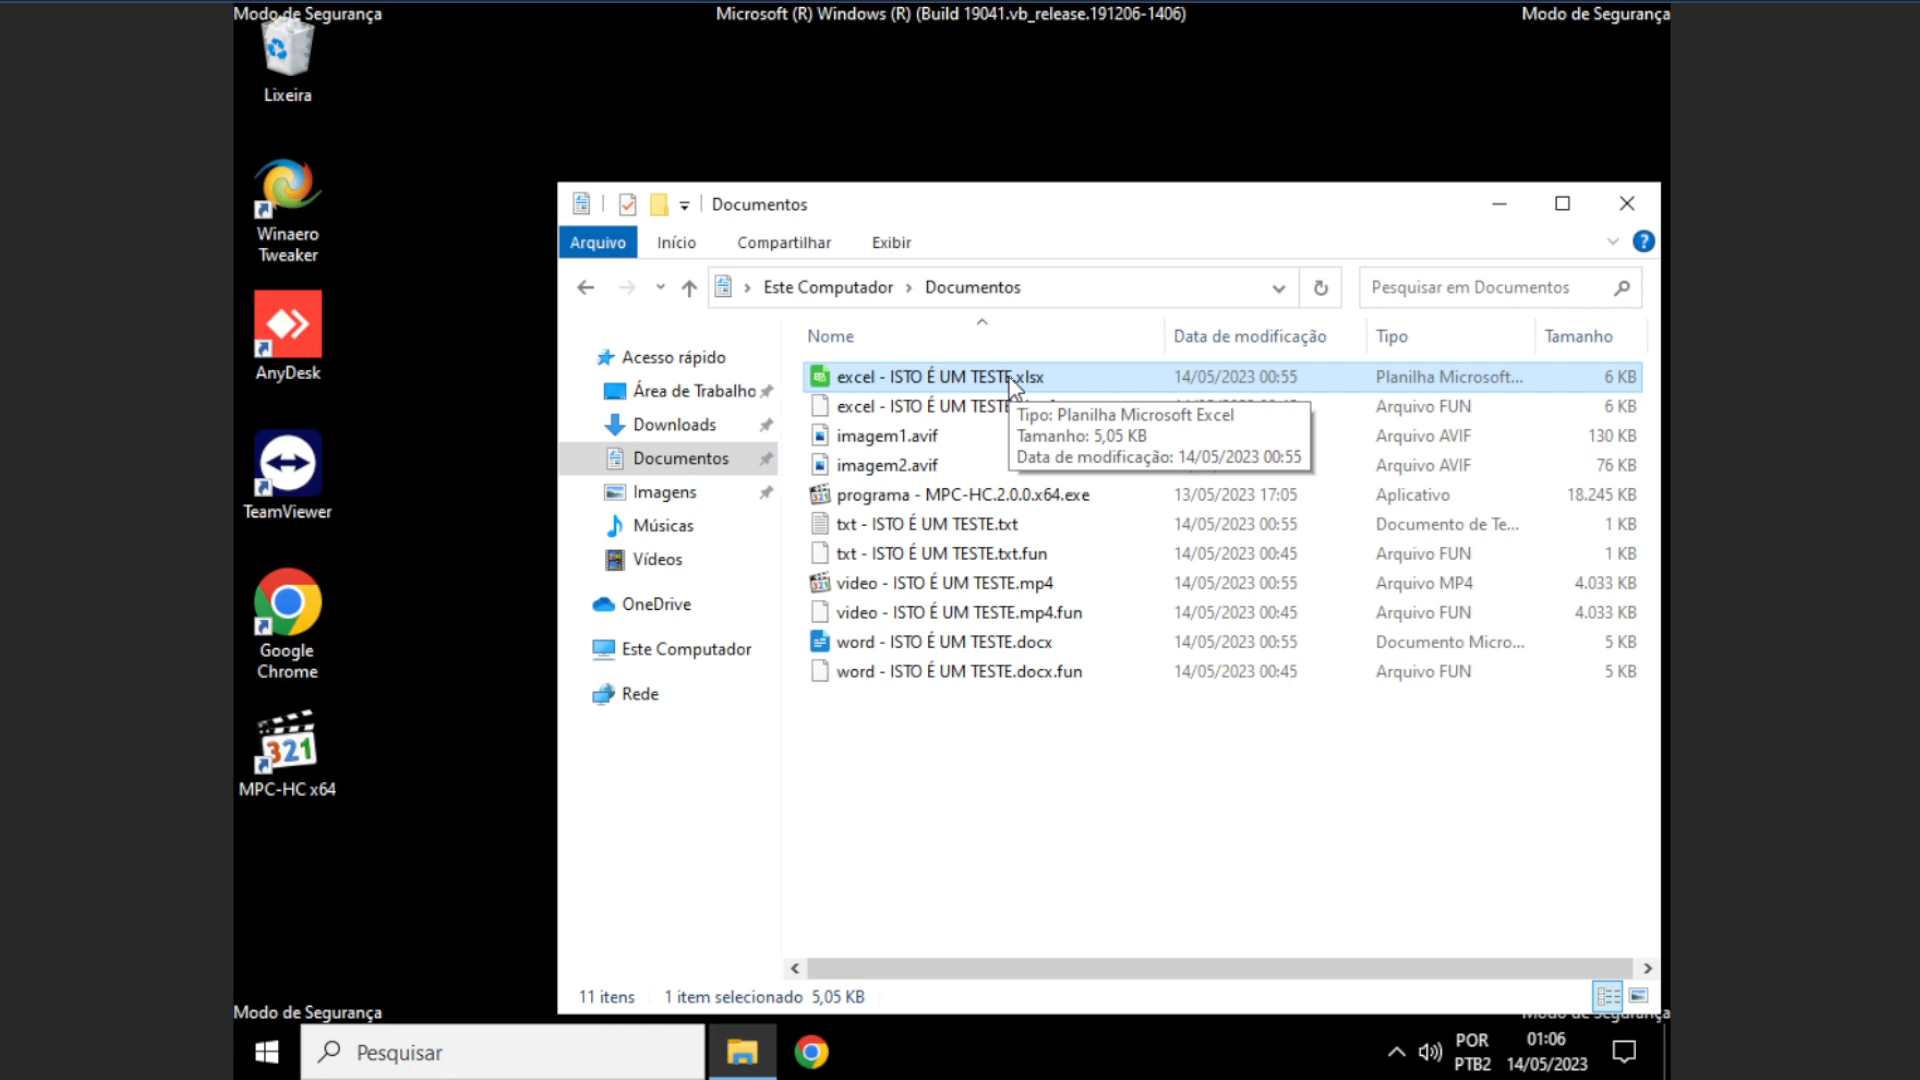 Modo de Segurança
Microsoft (R) Windows (R) (Build 19041.vb_release.191206-1406)
Modo de Segurança
Lixeira
Winaero
Tweaker
AnyDesk
TeamViewer
Google
Chrome
321
MPC-HC x64
Documentos
Arquivo
Início
Compartilhar
Exibir
?
Este Computador
Documentos
Pesquisar em Documentos
Acesso rápido
Área de Trabalho
Downloads
Documentos
Imagens
Músicas
Vídeos
OneDrive
Este Computador
Rede
Nome Data de modificação Tipo Tamanho
excel - ISTO É UM TESTE.xlsx 14/05/2023 00:55 Planilha Microsoft... 6 KB
excel - ISTO É UM TESTE Arquivo FUN 6 KB
imagem1.avif Arquivo AVIF 130 KB
imagem2.avif Arquivo AVIF 76 KB
programa - MPC-HC.2.0.0.x64.exe 13/05/2023 17:05 Aplicativo 18.245 KB
txt - ISTO É UM TESTE.txt 14/05/2023 00:55 Documento de Te... 1 KB
txt - ISTO É UM TESTE.txt.fun 14/05/2023 00:45 Arquivo FUN 1 KB
video - ISTO É UM TESTE.mp4 14/05/2023 00:55 Arquivo MP4 4.033 KB
video - ISTO É UM TESTE.mp4.fun 14/05/2023 00:45 Arquivo FUN 4.033 KB
word - ISTO É UM TESTE.docx 14/05/2023 00:55 Documento Micro... 5 KB
word - ISTO É UM TESTE.docx.fun 14/05/2023 00:45 Arquivo FUN 5 KB
Tipo: Planilha Microsoft Excel
Tamanho: 5,05 KB
Data de modificação: 14/05/2023 00:55
11 itens
1 item selecionado 5,05 KB
Modo de Segurança
Modo de Segurança
Pesquisar
POR
PTB2
01:06
14/05/2023